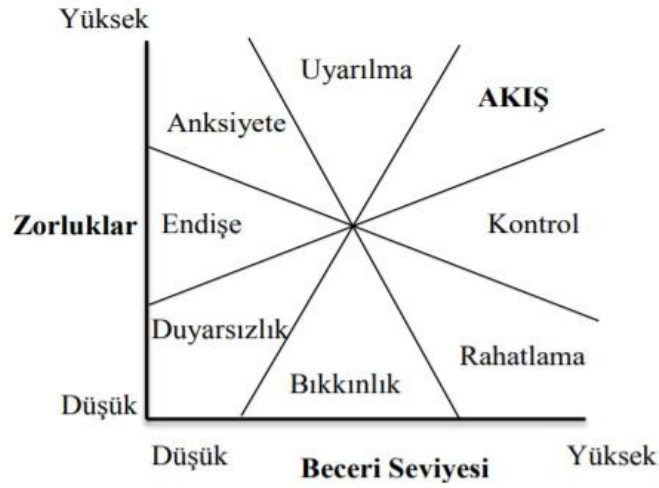 Yüksek
Uyarılma
AKIŞ
Anksiyete
Zorluklar
Endişe
Kontrol
Duyarsızlık
Rahatlama
Bıkkınlık
Düşük
Düşük
Beceri Seviyesi
Yüksek